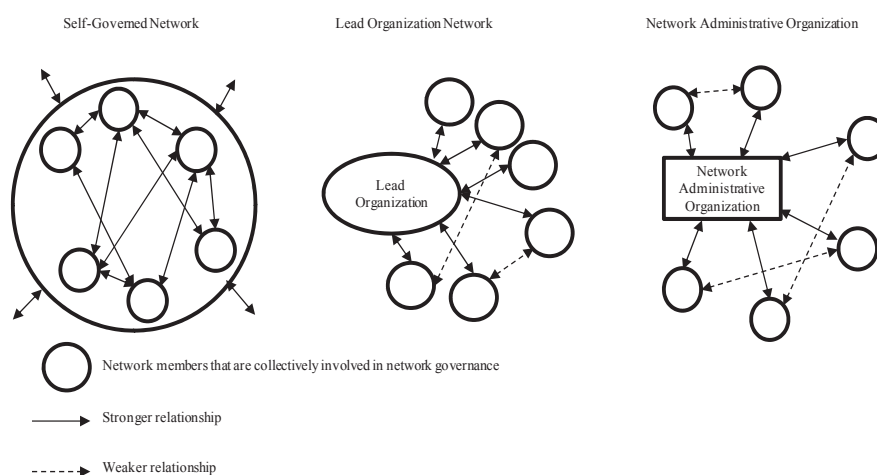 Self-Governed Network
Lead Organization Network
Network Administrative Organization
Lead
Organization
Network
Administrative
Organization
Network members that are collectively involved in network governance
Stronger relationship
Weaker relationship